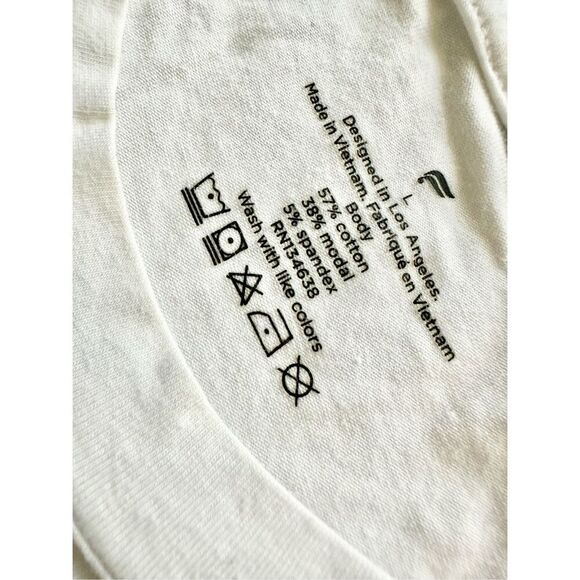 L
Designed in Los Angeles,
Made in Vietnam. Fabriqué en Vietnam
Body
57% cotton
38% modal
5% spandex
RN134638
Wash with like colors